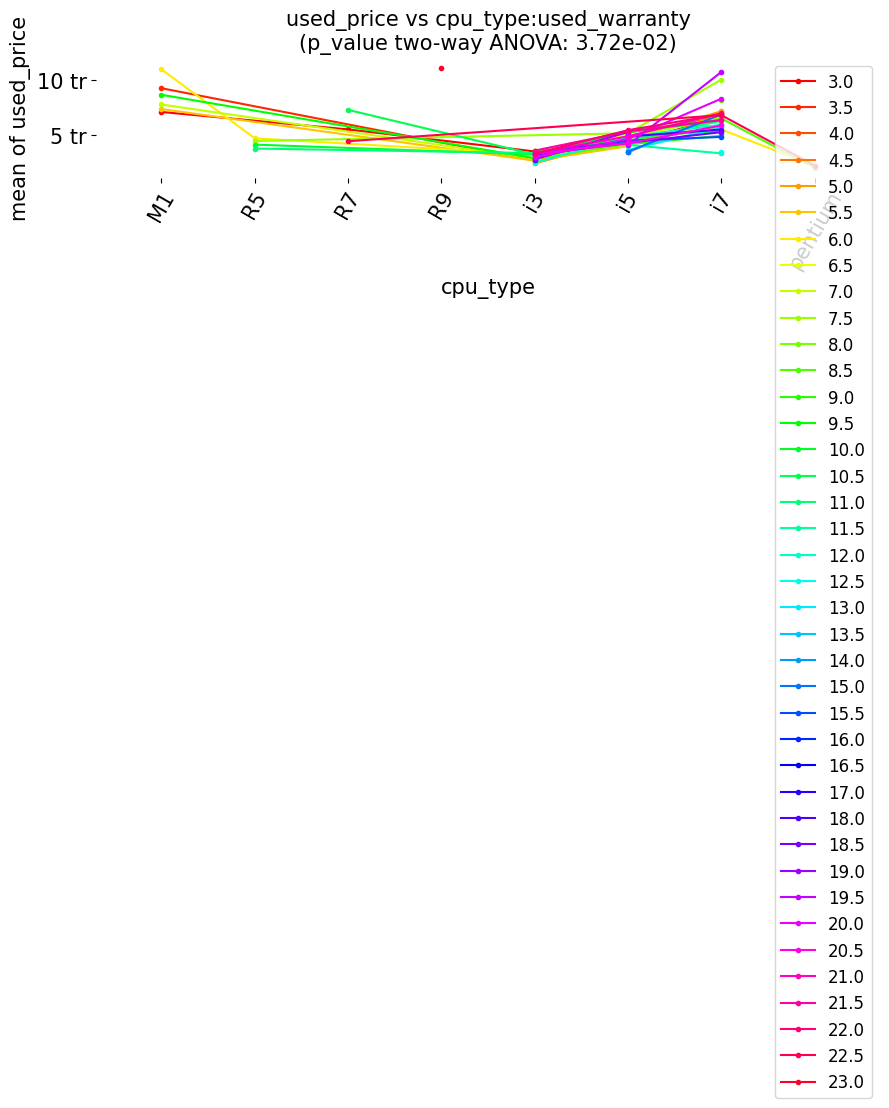 used_price vs cpu_type:used_warranty
(p_value two-way ANOVA: 3.72e-02)
mean of used_price
10 tr
5 tr
M1
R5
R7
R9
i3
i5
i7
pentium
cpu_type
3.0
3.5
4.0
4.5
5.0
5.5
6.0
6.5
7.0
7.5
8.0
8.5
9.0
9.5
10.0
10.5
11.0
11.5
12.0
12.5
13.0
13.5
14.0
15.0
15.5
16.0
16.5
17.0
18.0
18.5
19.0
19.5
20.0
20.5
21.0
21.5
22.0
22.5
23.0